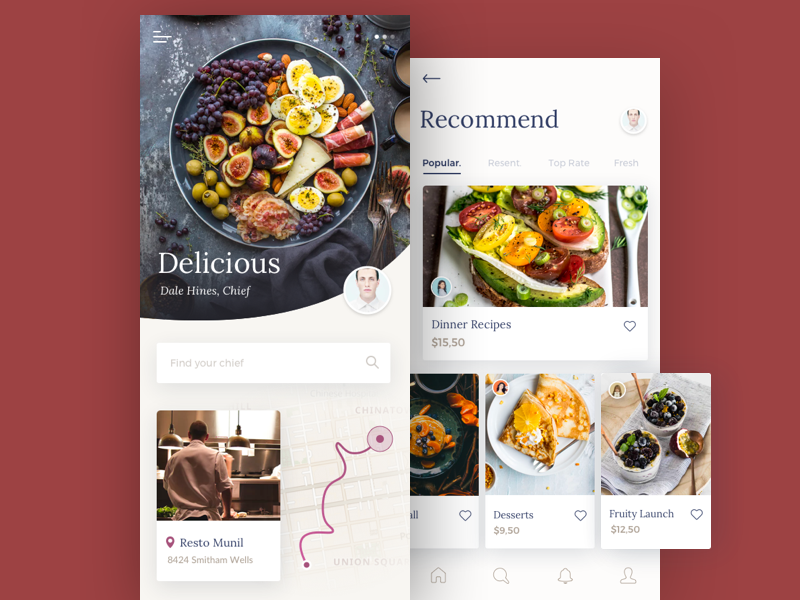 Delicious
Dale Hines, Chief
Find your chief
CHINATO
Resto Munil
8424 Smitham Wells
UNION SQUA
Recommend
Popular.
Resent.
Top Rate
Fresh
Dinner Recipes
$15,50
all
Desserts
$9,50
Fruity Launch
$12,50